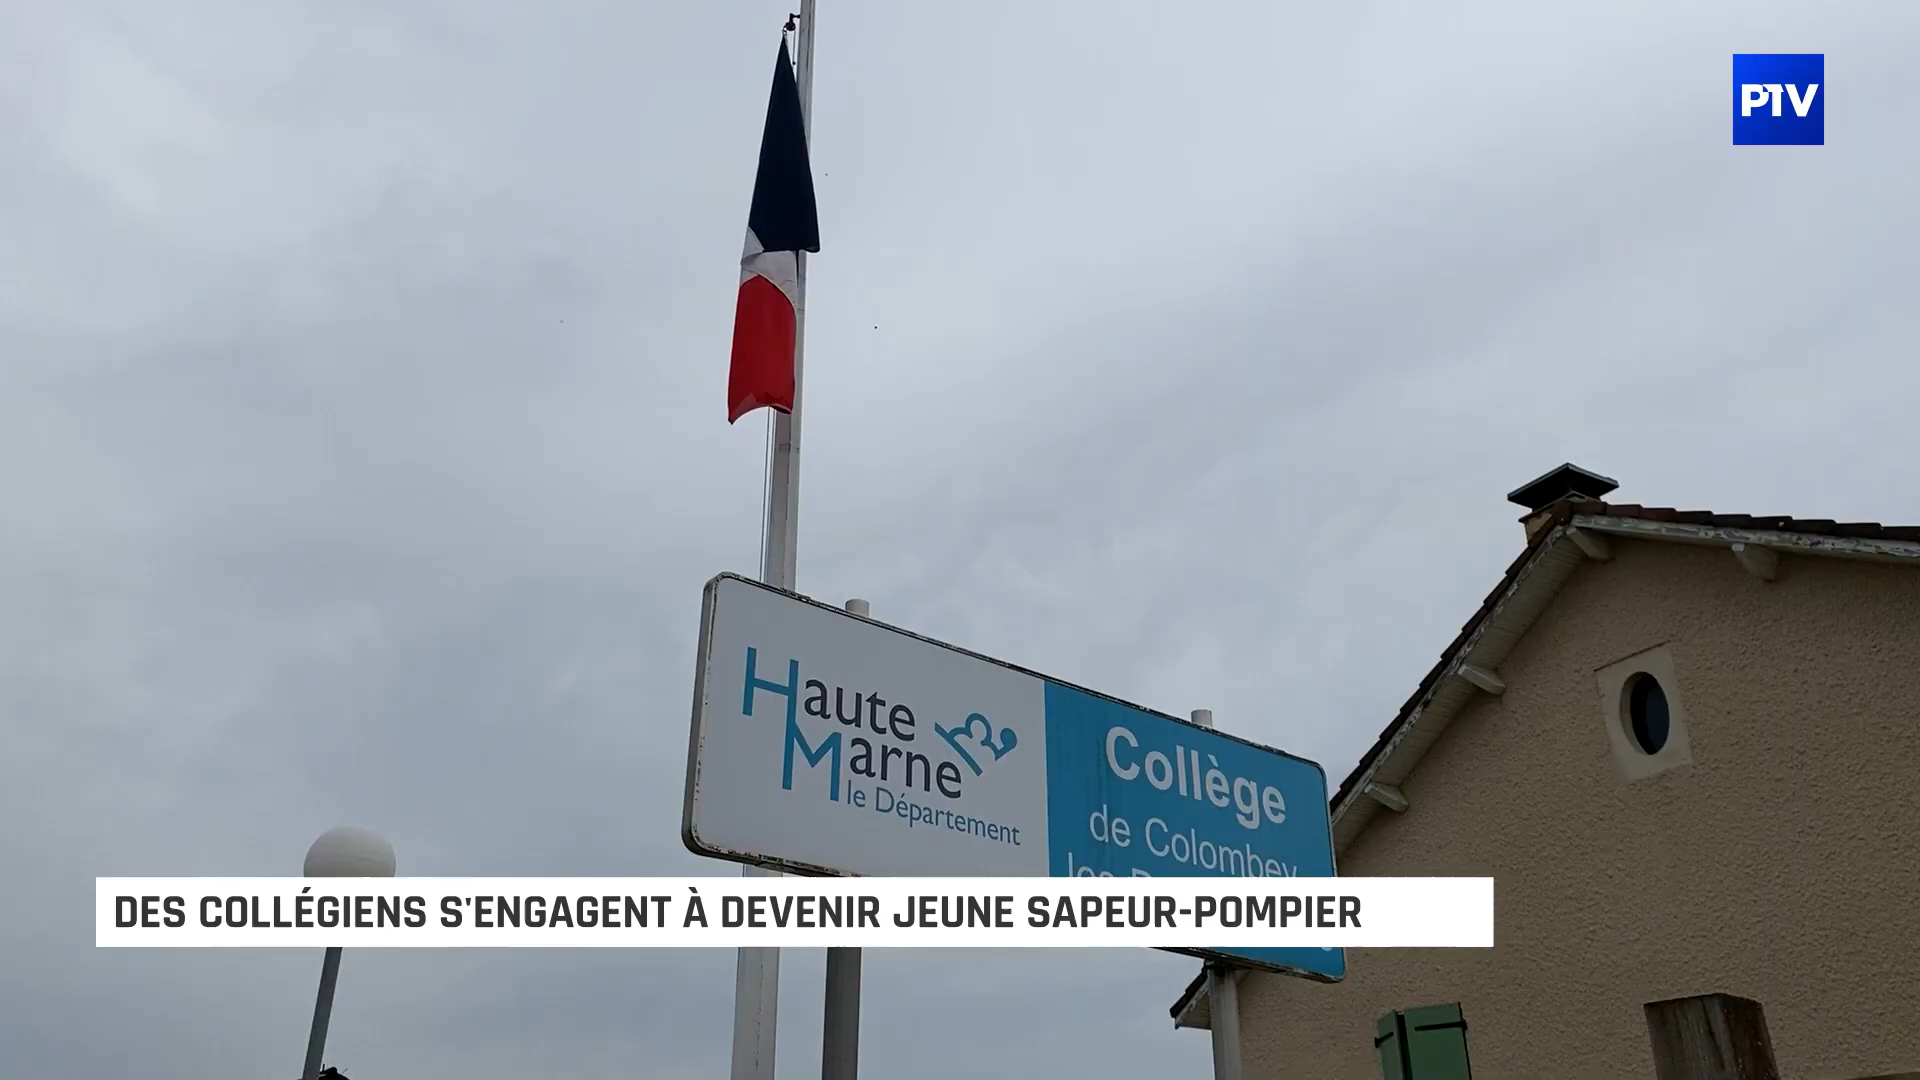 PTV
Haute
Marne
le Département
Collège
de Colombey
DES COLLÉGIENS S'ENGAGENT À DEVENIR JEUNE SAPEUR-POMPIER